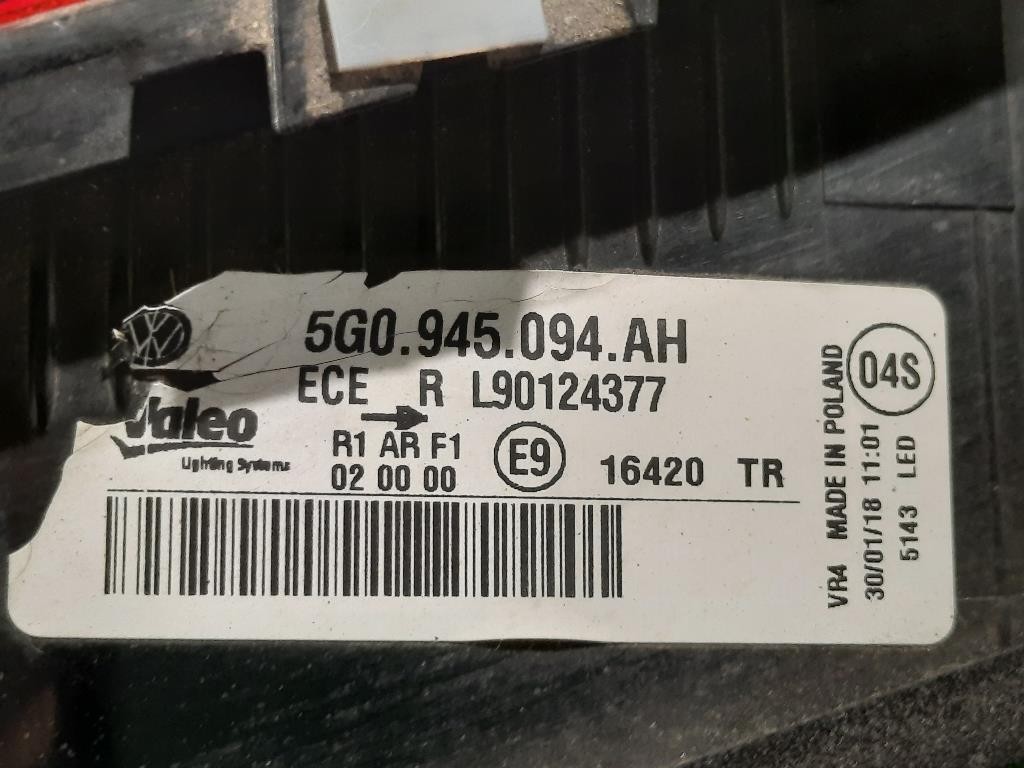 5G0.945.094.AH
ECE R L90124377
Valeo
Lighting Systems
R1 AR F1
02 00 00
E9
16420 TR
04S
VR4 MADE IN POLAND
30/01/18 11:01
5143 LED